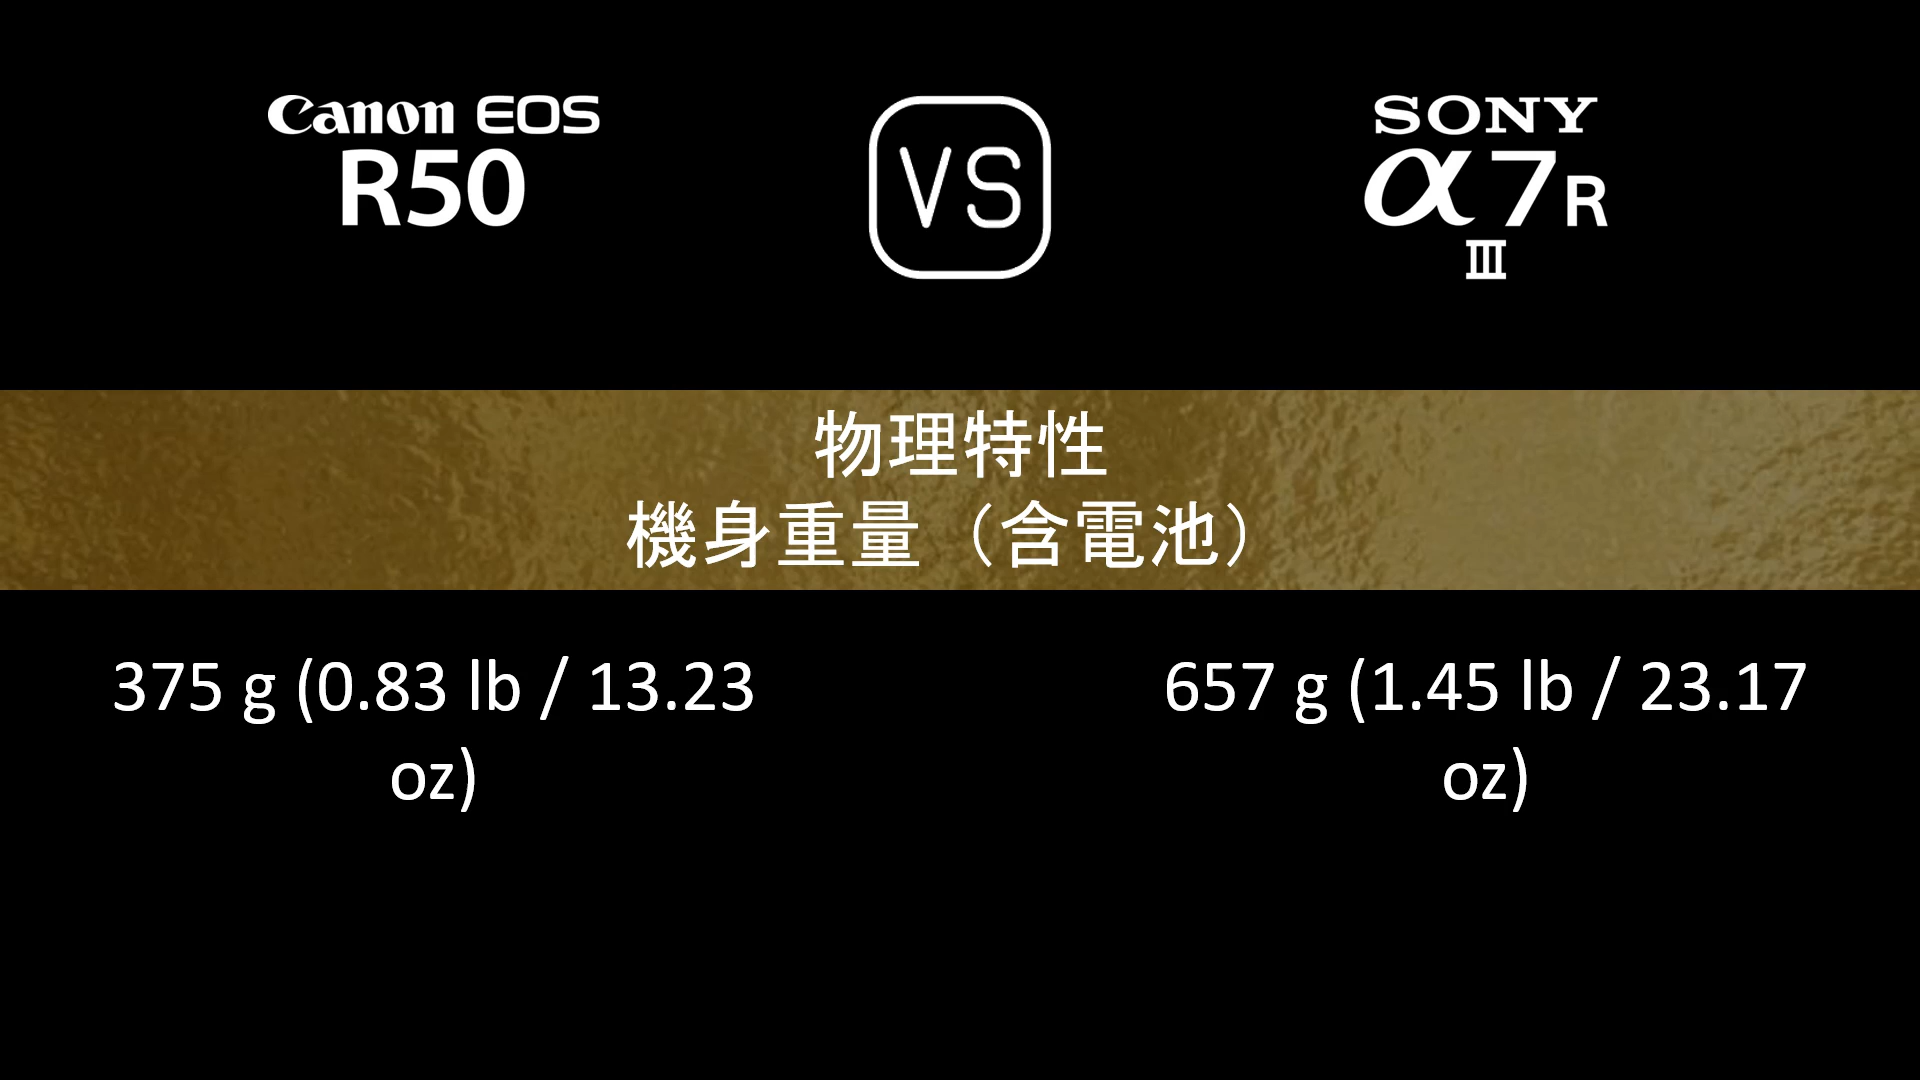 Canon EOS
R50
VS
SONY
α7R
III
物理特性
機身重量（含電池）
375 g (0.83 lb / 13.23
oz)
657 g (1.45 lb / 23.17
oz)